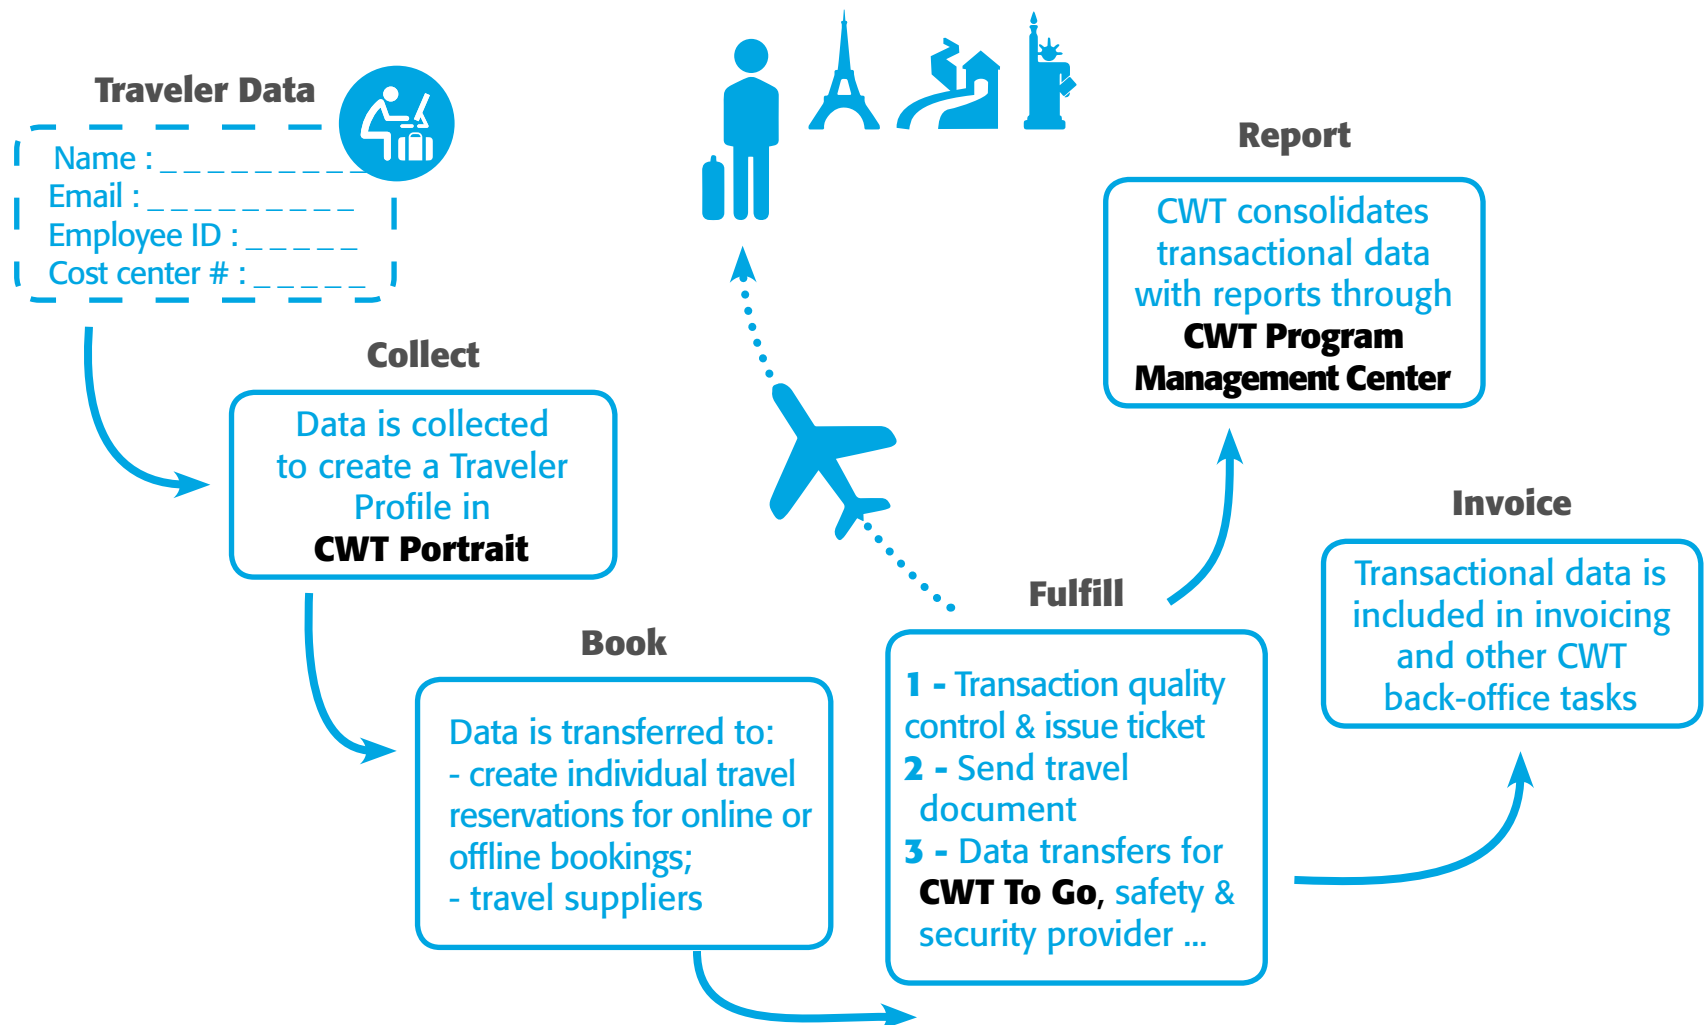 Traveler Data
Name : _ _ _ _ _ _ _ _ _
Email : _ _ _ _ _ _ _ _ _
Employee ID : _ _ _ _ _
Cost center # : _ _ _ _ _
Collect
Data is collected
to create a Traveler
Profile in
CWT Portrait
Book
Data is transferred to:
- create individual travel
reservations for online or
offline bookings;
- travel suppliers
Fulfill
1 - Transaction quality
control & issue ticket
2 - Send travel
document
3 - Data transfers for
CWT To Go, safety &
security provider ...
Report
CWT consolidates
transactional data
with reports through
CWT Program
Management Center
Invoice
Transactional data is
included in invoicing
and other CWT
back-office tasks